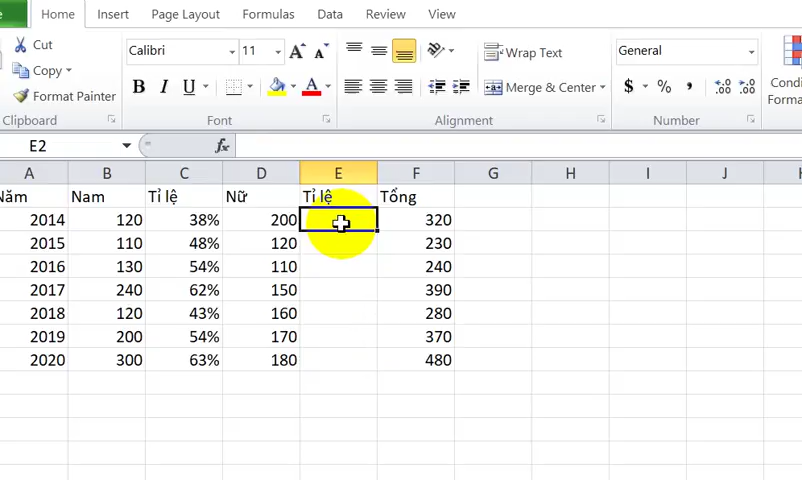 Home Insert Page Layout Formulas Data Review View
Cut
Copy
Format Painter
Clipboard
Calibri 11 A A
B I U A
Font
Wrap Text
Merge & Center
Alignment
General
$ % , .00 .0
Number
E2 fx
A B C D E F G H I J
Năm Nam Tỉ lệ Nữ Tỉ lệ Tổng
2014 120 38% 200 320
2015 110 48% 120 230
2016 130 54% 110 240
2017 240 62% 150 390
2018 120 43% 160 280
2019 200 54% 170 370
2020 300 63% 180 480